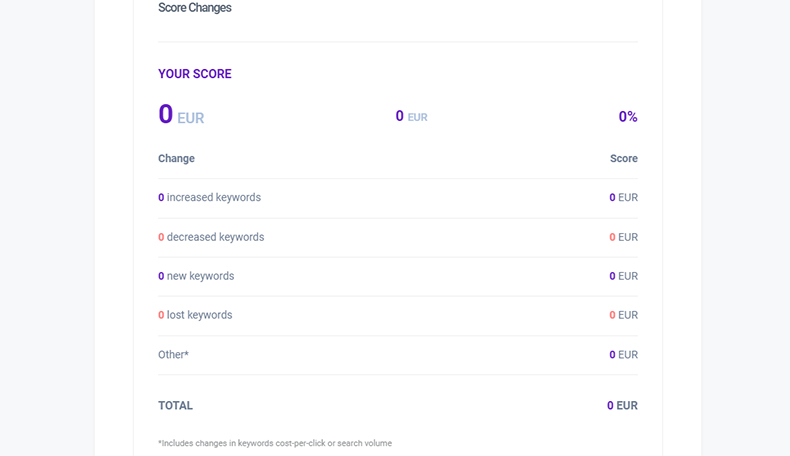 Score Changes
YOUR SCORE
0 EUR 0 EUR 0%
Change Score
0 increased keywords 0 EUR
0 decreased keywords 0 EUR
0 new keywords 0 EUR
0 lost keywords 0 EUR
Other* 0 EUR
TOTAL 0 EUR
*Includes changes in keywords cost-per-click or search volume